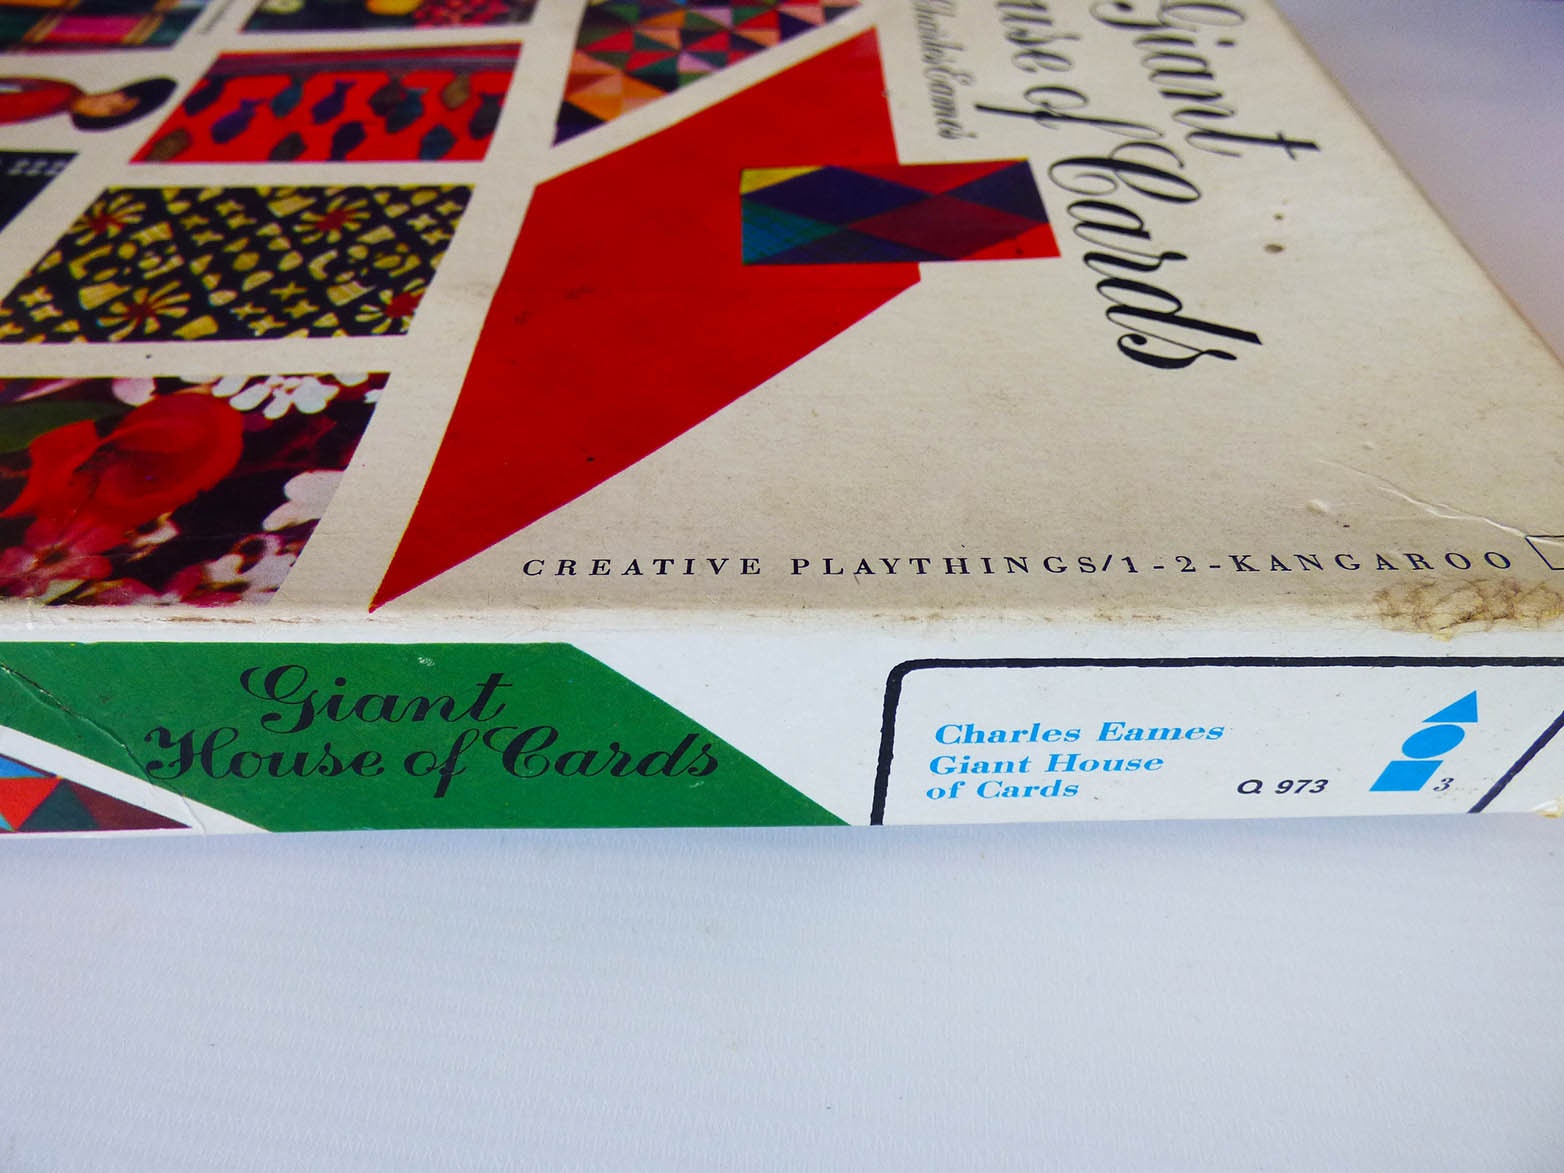 Giant
of Cards
Charles Eames
222
CREATIVE PLAYTHINGS/1-2-KANGAROO
Giant
House of Cards
Charles Eames
Giant House
of Cards
Q 973
3